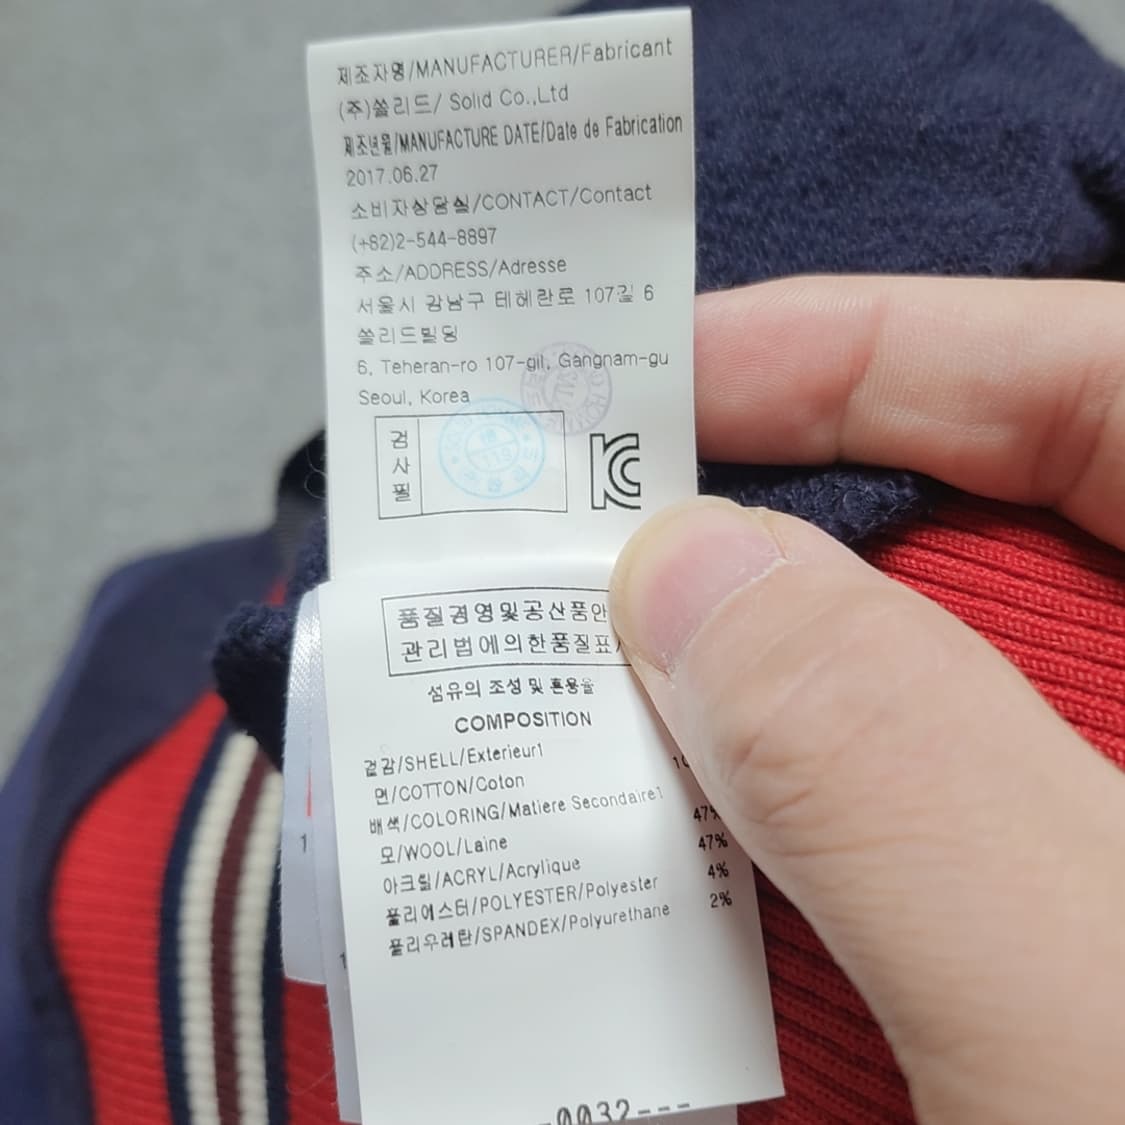 제조자명/MANUFACTURER/Fabricant
(주)쏠리드/ Solid Co.,Ltd
제조년월/MANUFACTURE DATE/Date de Fabrication
2017.06.27
소비자상담실/CONTACT/Contact
(+82)2-544-8897
주소/ADDRESS/Adresse
서울시 강남구 테헤란로 107길 6
쏠리드빌딩
6, Teheran-ro 107-gil, Gangnam-gu
Seoul, Korea
검사필
품질경영및공산품안
관리법에의한품질표
섬유의 조성 및 혼용율
COMPOSITION
겉감/SHELL/Exterieur1
면/COTTON/Coton
배색/COLORING/Matiere Secondaire1
모/WOOL/Laine 47%
아크릴/ACRYL/Acrylique 47%
폴리에스터/POLYESTER/Polyester 4%
폴리우레탄/SPANDEX/Polyurethane 2%
0032---